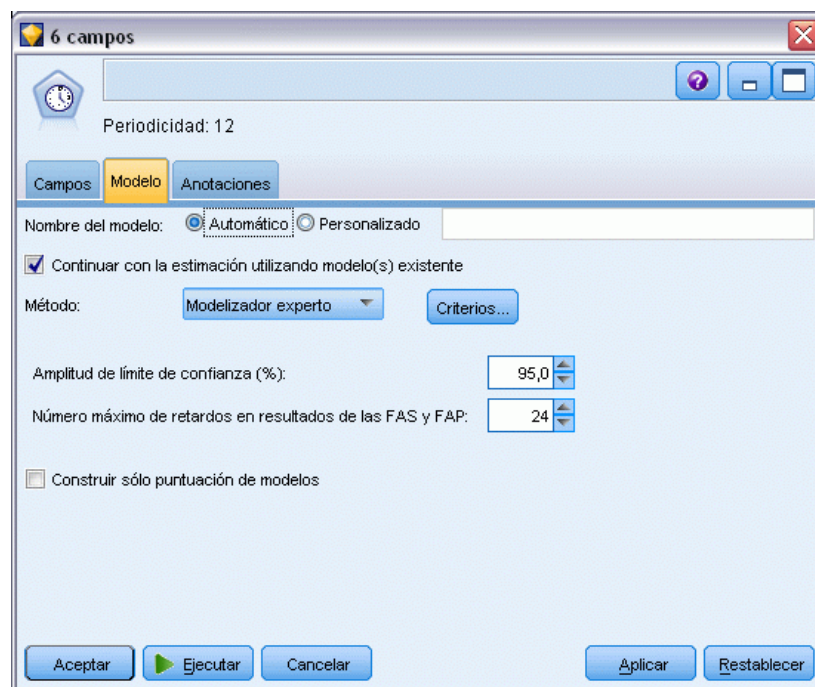 6 campos
Periodicidad: 12
Campos Modelo Anotaciones
Nombre del modelo: Automático Personalizado
Continuar con la estimación utilizando modelo(s) existente
Método: Modelizador experto Criterios...
Amplitud de límite de confianza (%): 95,0
Número máximo de retardos en resultados de las FAS y FAP: 24
Construir sólo puntuación de modelos
Aceptar Ejecutar Cancelar Aplicar Restablecer